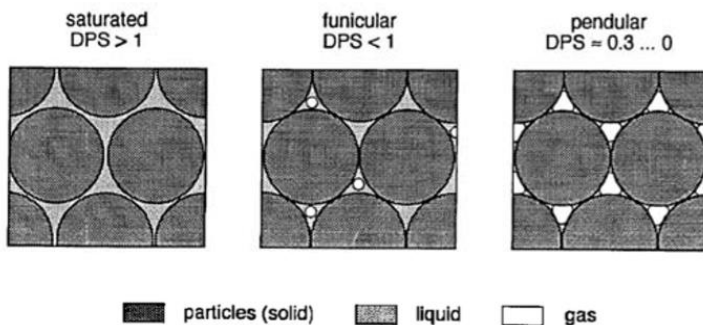 saturated
DPS > 1
funicular
DPS < 1
pendular
DPS ≈ 0.3 ... 0
particles (solid)
liquid
gas